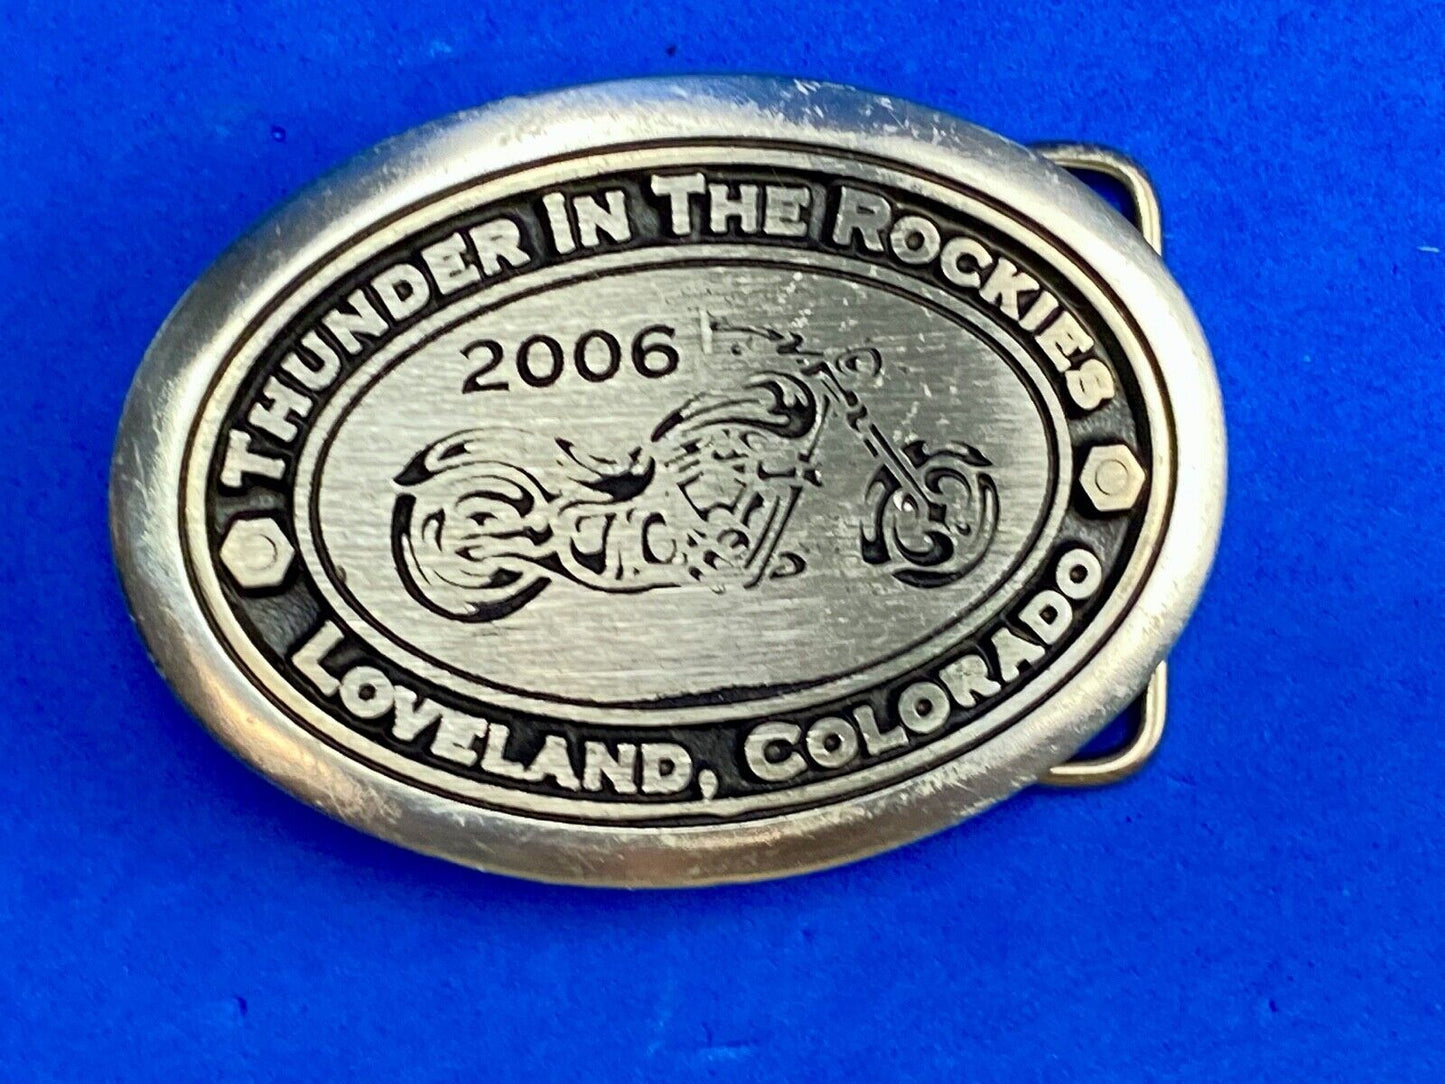 THUNDER IN THE ROCKIES
2006
LOVELAND, COLORADO